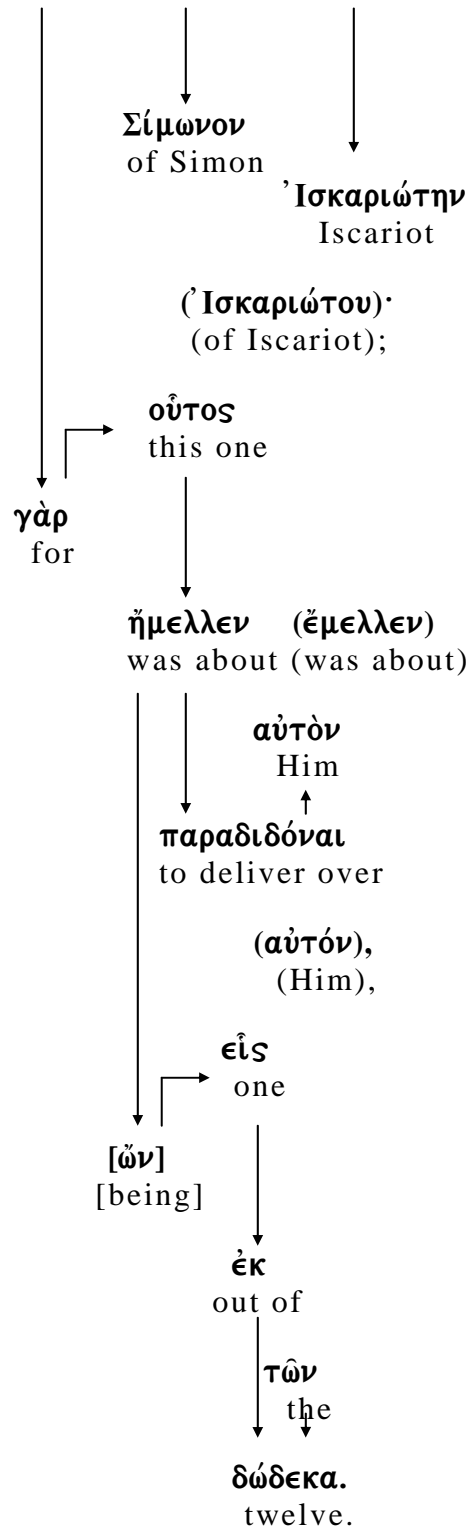 Σίμωνον
of Simon
Ἰσκαριώτην
Iscariot
(Ἰσκαριώτου)·
(of Iscariot);
οὗτος
this one
γὰρ
for
ἤμελλεν (ἔμελλεν)
was about (was about)
αὐτὸν
Him
παραδιδόναι
to deliver over
(αὐτόν),
(Him),
εἷς
one
[ὤν]
[being]
ἐκ
out of
τῶν
the
δώδεκα.
twelve.